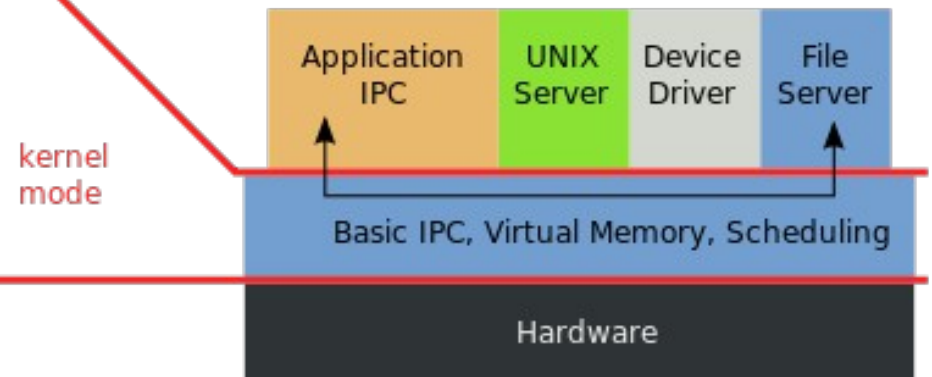 Application
IPC
UNIX
Server
Device
Driver
File
Server
kernel
mode
Basic IPC, Virtual Memory, Scheduling
Hardware